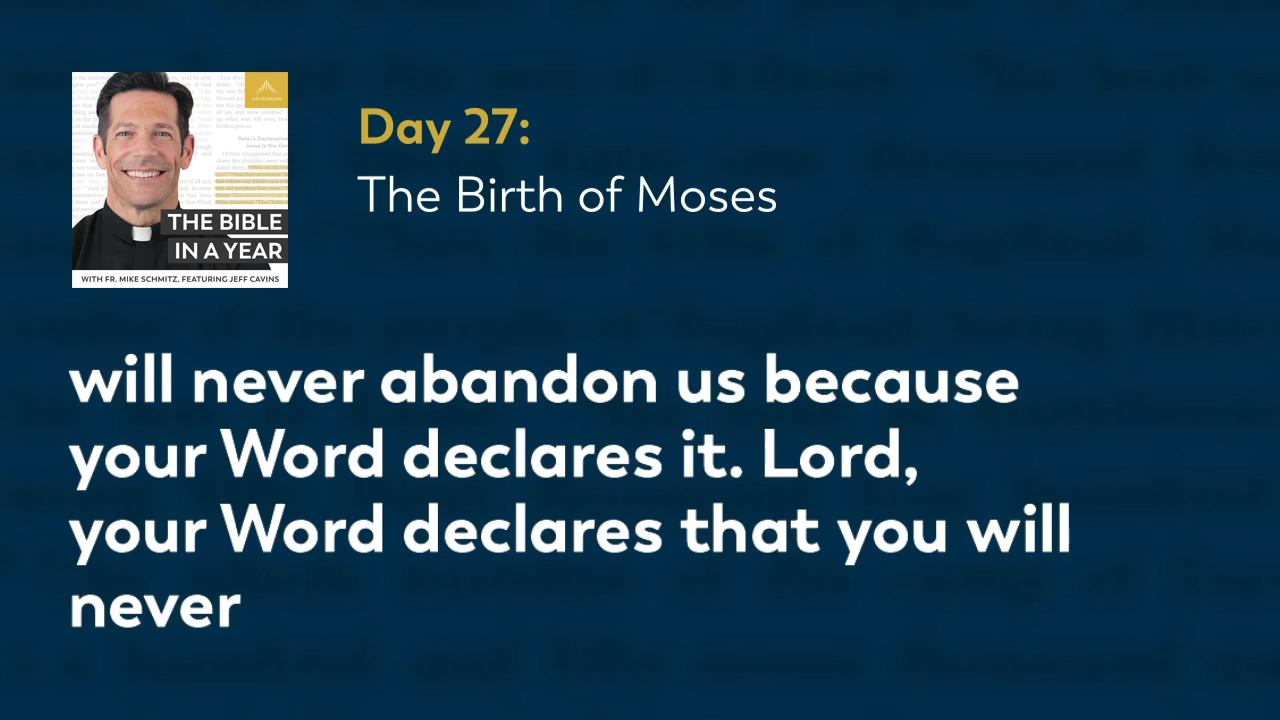 ASCENSION
THE BIBLE
IN A YEAR
WITH FR. MIKE SCHMITZ, FEATURING JEFF CAVINS
Day 27:
The Birth of Moses
will never abandon us because
your Word declares it. Lord,
your Word declares that you will
never